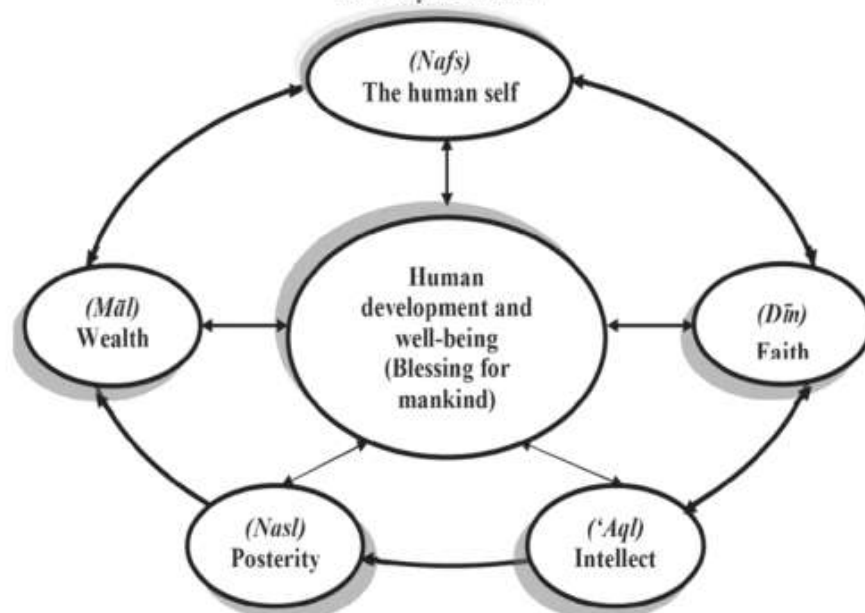 (Nafs)
The human self
(Māl)
Wealth
Human
development and
well-being
(Blessing for
mankind)
(Dīn)
Faith
(Nasl)
Posterity
(‘Aql)
Intellect